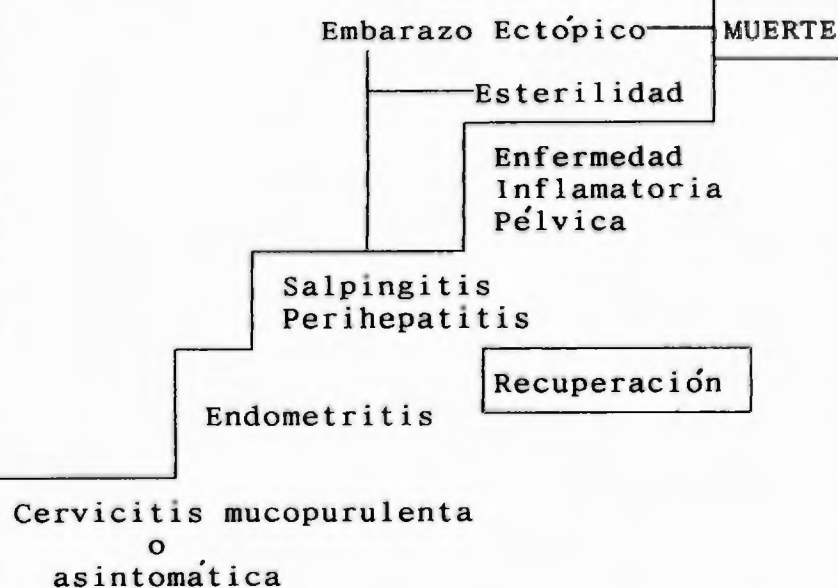 Embarazo Ectópico MUERTE
Esterilidad
Enfermedad
Inflamatoria
Pélvica
Salpingitis
Perihepatitis
Recuperación
Endometritis
Cervicitis mucopurulenta
o
asintomática